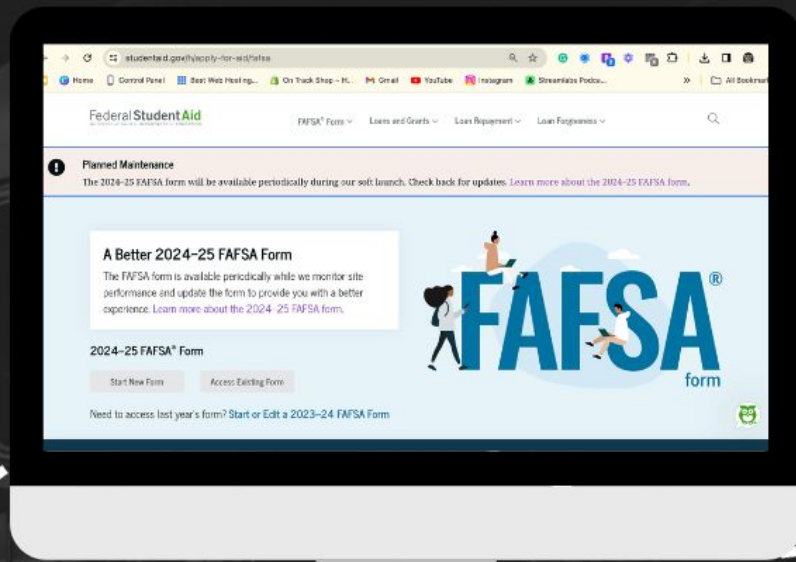 studentaid.gov/h/apply-for-aid/fafsa
Home Control Panel Best Web Hosting... On Track Shop – H... Gmail YouTube Instagram Streamlabs Podca... » All Bookmar
Federal Student Aid
FAFSA® Form Loans and Grants Loan Repayment Loan Forgiveness
Planned Maintenance
The 2024–25 FAFSA form will be available periodically during our soft launch. Check back for updates. Learn more about the 2024–25 FAFSA form.
A Better 2024–25 FAFSA Form
The FAFSA form is available periodically while we monitor site
performance and update the form to provide you with a better
experience. Learn more about the 2024–25 FAFSA form.
2024–25 FAFSA® Form
Start New Form Access Existing Form
Need to access last year's form? Start or Edit a 2023–24 FAFSA Form
FAFSA®
form